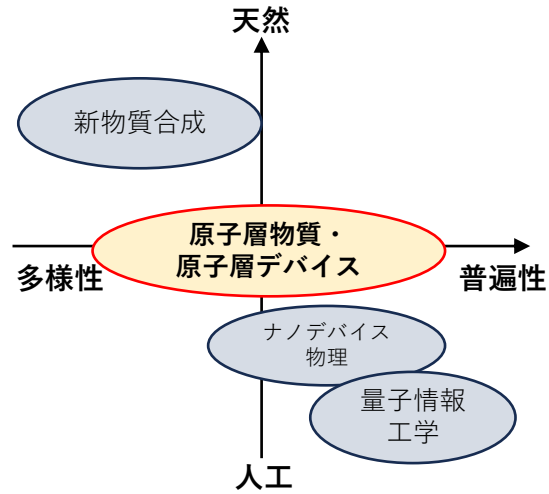 天然
新物質合成
原子層物質・
原子層デバイス
多様性
普遍性
ナノデバイス
物理
量子情報
工学
人工